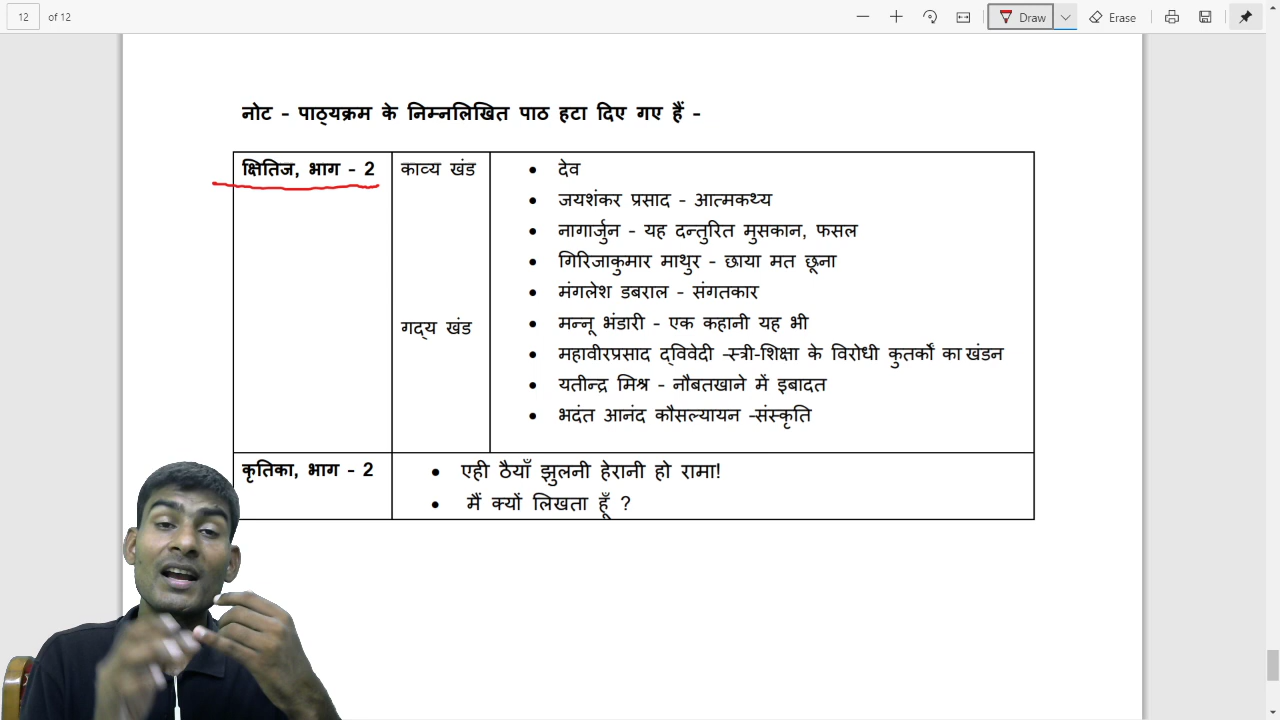 12 of 12
Draw
Erase
नोट - पाठ्यक्रम के निम्नलिखित पाठ हटा दिए गए हैं -
क्षितिज, भाग - 2
काव्य खंड
• देव
• जयशंकर प्रसाद - आत्मकथ्य
• नागार्जुन - यह दन्तुरित मुसकान, फसल
• गिरिजाकुमार माथुर - छाया मत छूना
• मंगलेश डबराल - संगतकार
गद्य खंड
• मन्नू भंडारी - एक कहानी यह भी
• महावीरप्रसाद द्विवेदी -स्त्री-शिक्षा के विरोधी कुतर्कों का खंडन
• यतीन्द्र मिश्र - नौबतखाने में इबादत
• भदंत आनंद कौसल्यायन -संस्कृति
कृतिका, भाग - 2
• एही ठैयाँ झुलनी हेरानी हो रामा!
• मैं क्यों लिखता हूँ ?